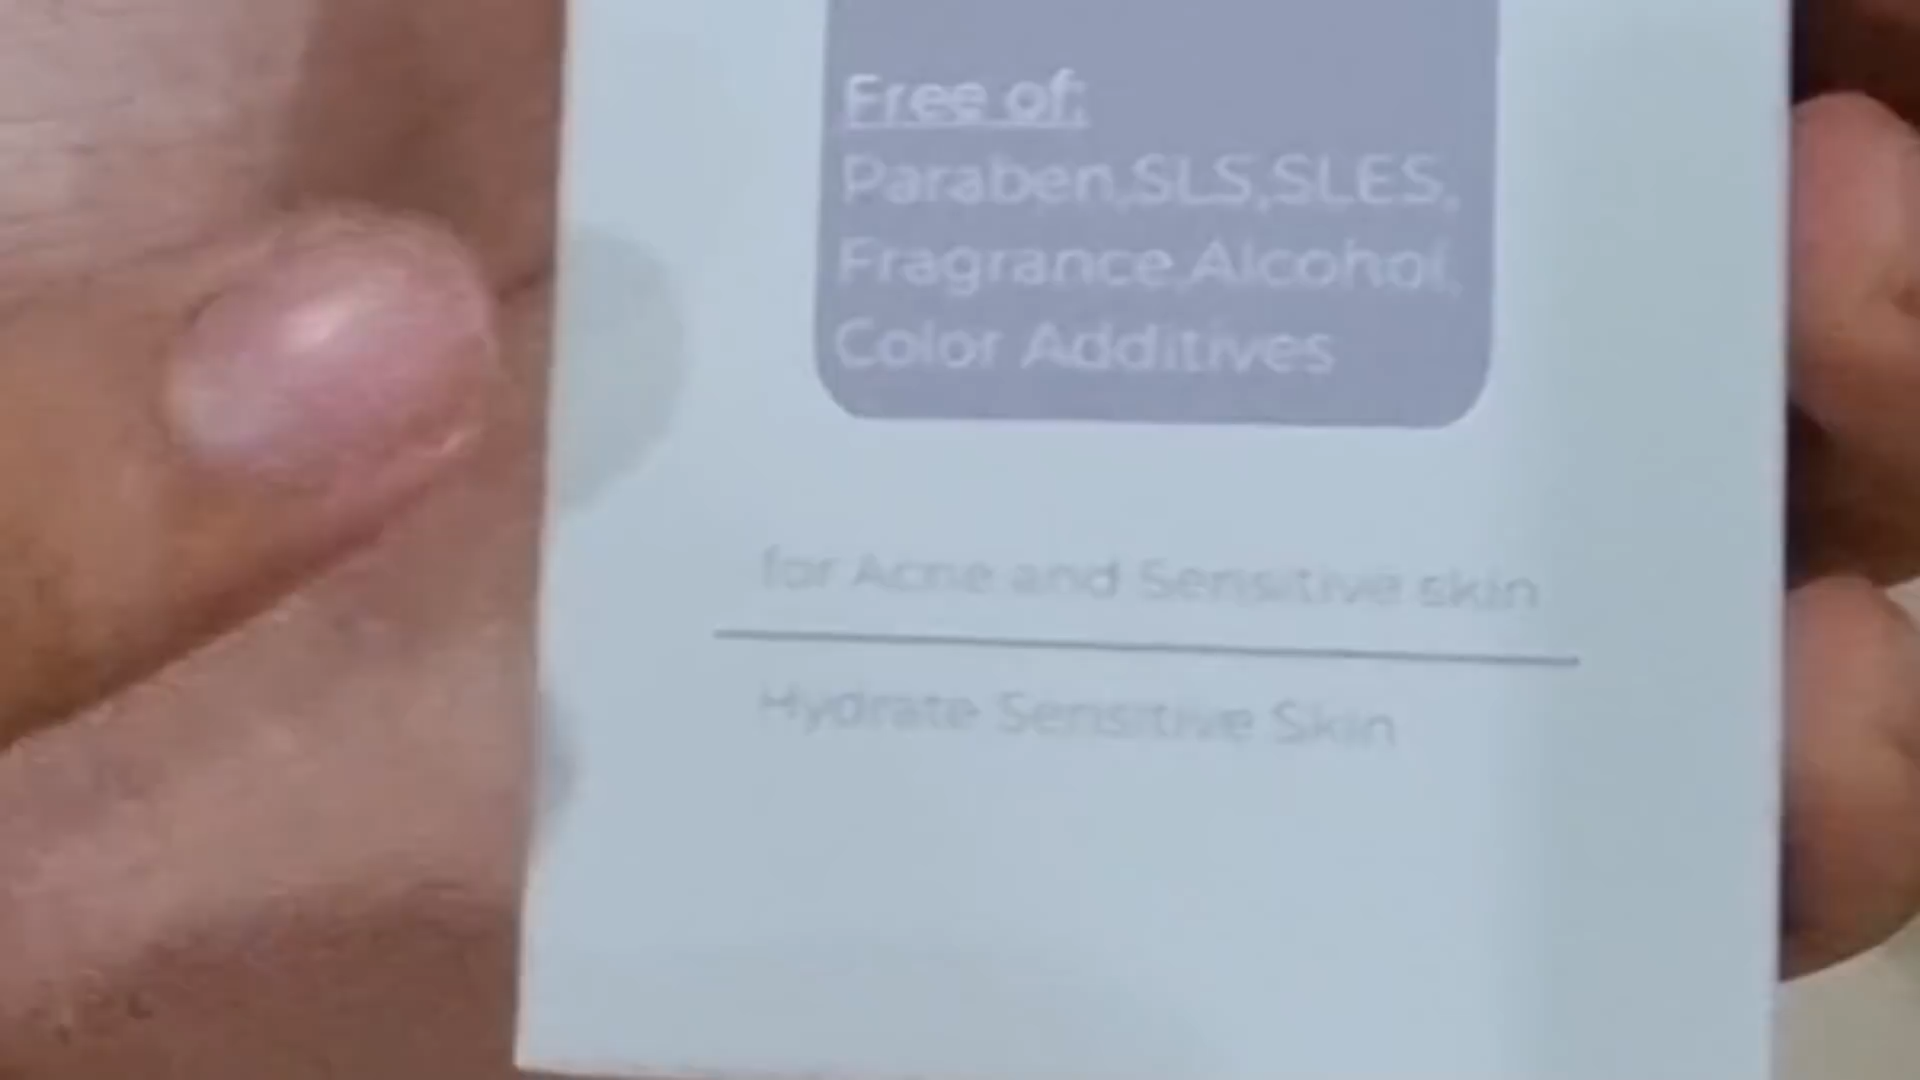 Free of:
Paraben,SLS,SLES,
Fragrance,Alcohol,
Color Additives
for Acne and Sensitive skin
Hydrate Sensitive Skin